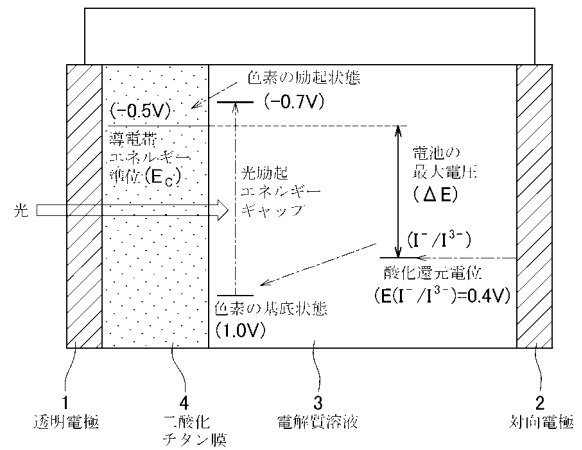 色素の励起状態
(−0.7V)
(−0.5V)
導電帯
エネルギー
準位(EC)
光励起
エネルギー
ギャップ
電池の
最大電圧
(ΔE)
光
(I⁻/I³⁻)
酸化還元電位
(E(I⁻/I³⁻)=0.4V)
色素の基底状態
(1.0V)
1
透明電極
4
二酸化
チタン膜
3
電解質溶液
2
対向電極